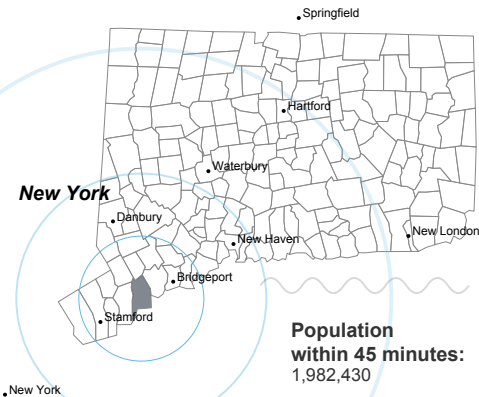 Springfield
Hartford
Waterbury
New York
Danbury
New Haven
New London
Bridgeport
Stamford
Population
within 45 minutes:
1,982,430
New York